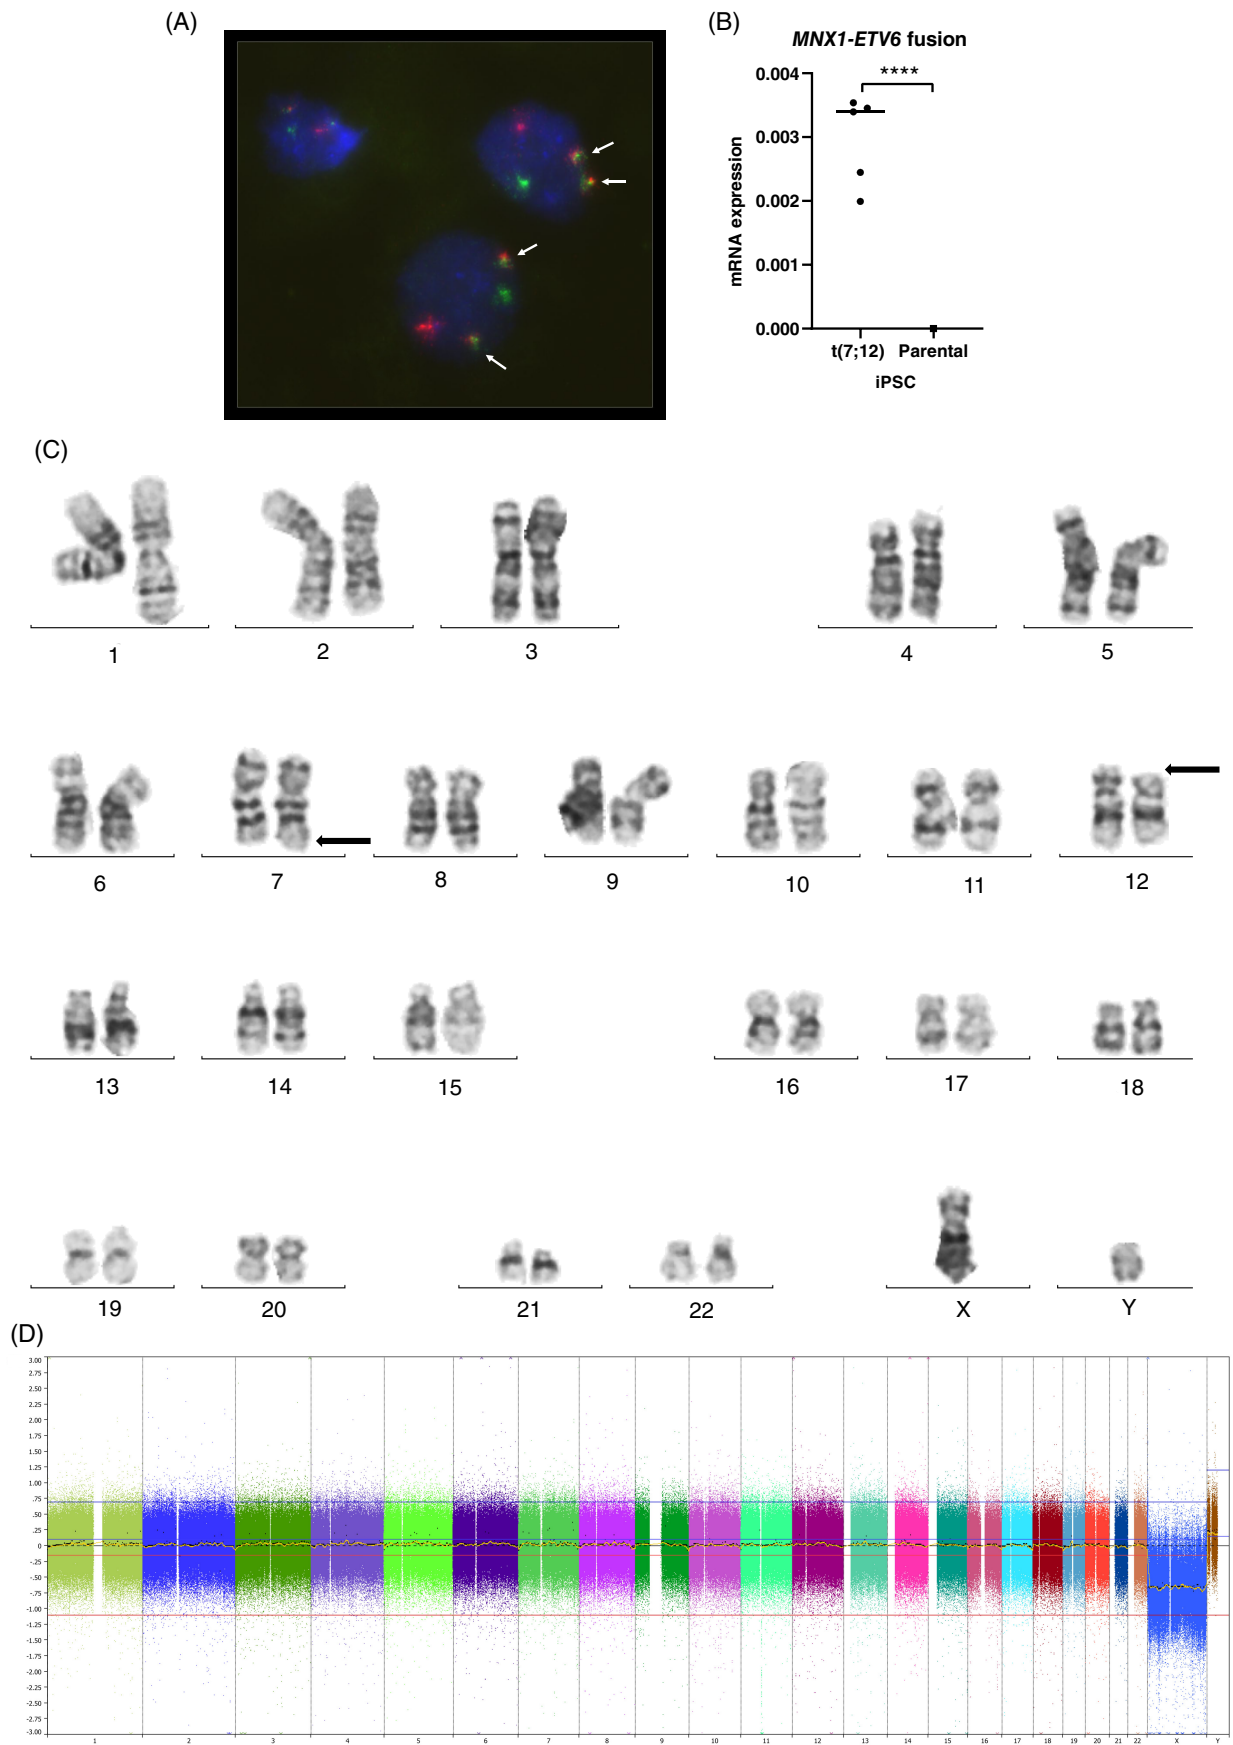 (A)
(B)
MNX1-ETV6 fusion
****
0.004
0.003
0.002
0.001
0.000
mRNA expression
t(7;12) Parental
iPSC
(C)
1 2 3 4 5
6 7 8 9 10 11 12
13 14 15 16 17 18
19 20 21 22 X Y
(D)
3.00
2.75
2.50
2.25
2.00
1.75
1.50
1.25
1.00
.75
.50
.25
0
-.25
-.50
-.75
-1.00
-1.25
-1.50
-1.75
-2.00
-2.25
-2.50
-2.75
-3.00
1 2 3 4 5 6 7 8 9 10 11 12 13 14 15 16 17 18 19 20 21 22 X Y